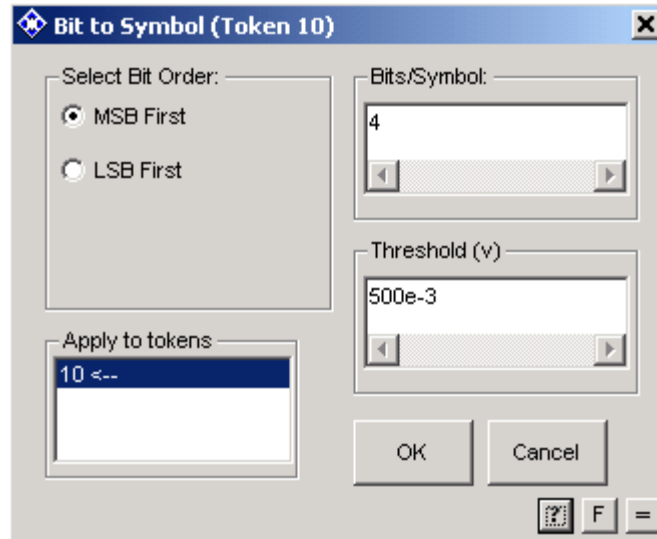 Bit to Symbol (Token 10)
Select Bit Order:
MSB First
LSB First
Bits/Symbol:
4
Threshold (v)
500e-3
Apply to tokens
10 <--
OK
Cancel
? F =